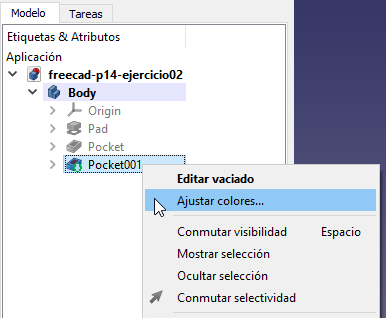 Modelo Tareas
Etiquetas & Atributos
Aplicación
freecad-p14-ejercicio02
Body
Origin
Pad
Pocket
Pocket001
Editar vaciado
Ajustar colores...
Conmutar visibilidad Espacio
Mostrar selección
Ocultar selección
Conmutar selectividad